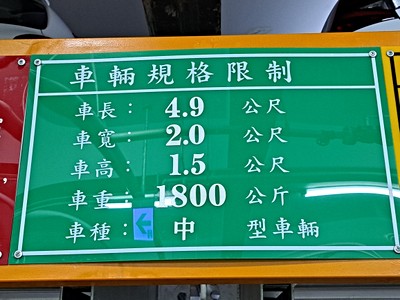 車輛規格限制
車長： 4.9 公尺
車寬： 2.0 公尺
車高： 1.5 公尺
車重： 1800 公斤
車種： 中 型車輛